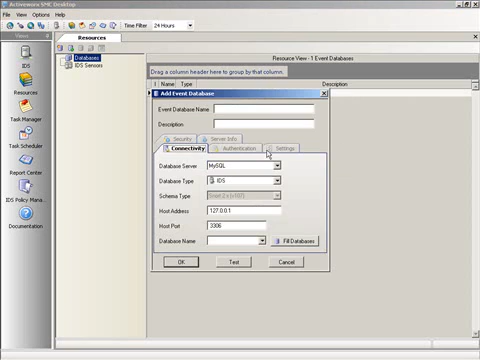 Activeworx SMC Desktop
File View Options Help
Time Filter 24 Hours
Views
Resources
IDS
Resources
Task Manager
Task Scheduler
Report Center
IDS Policy Mana...
Documentation
Databases
IDS Sensors
Resource View - 1 Event Databases
Drag a column header here to group by that column.
Name Type Description
Add Event Database
Event Database Name
Description
Security Server Info
Connectivity Authentication Settings
Database Server MySQL
Database Type IDS
Schema Type
Host Address 127.0.0.1
Host Port 3306
Database Name Fill Databases
OK Test Cancel